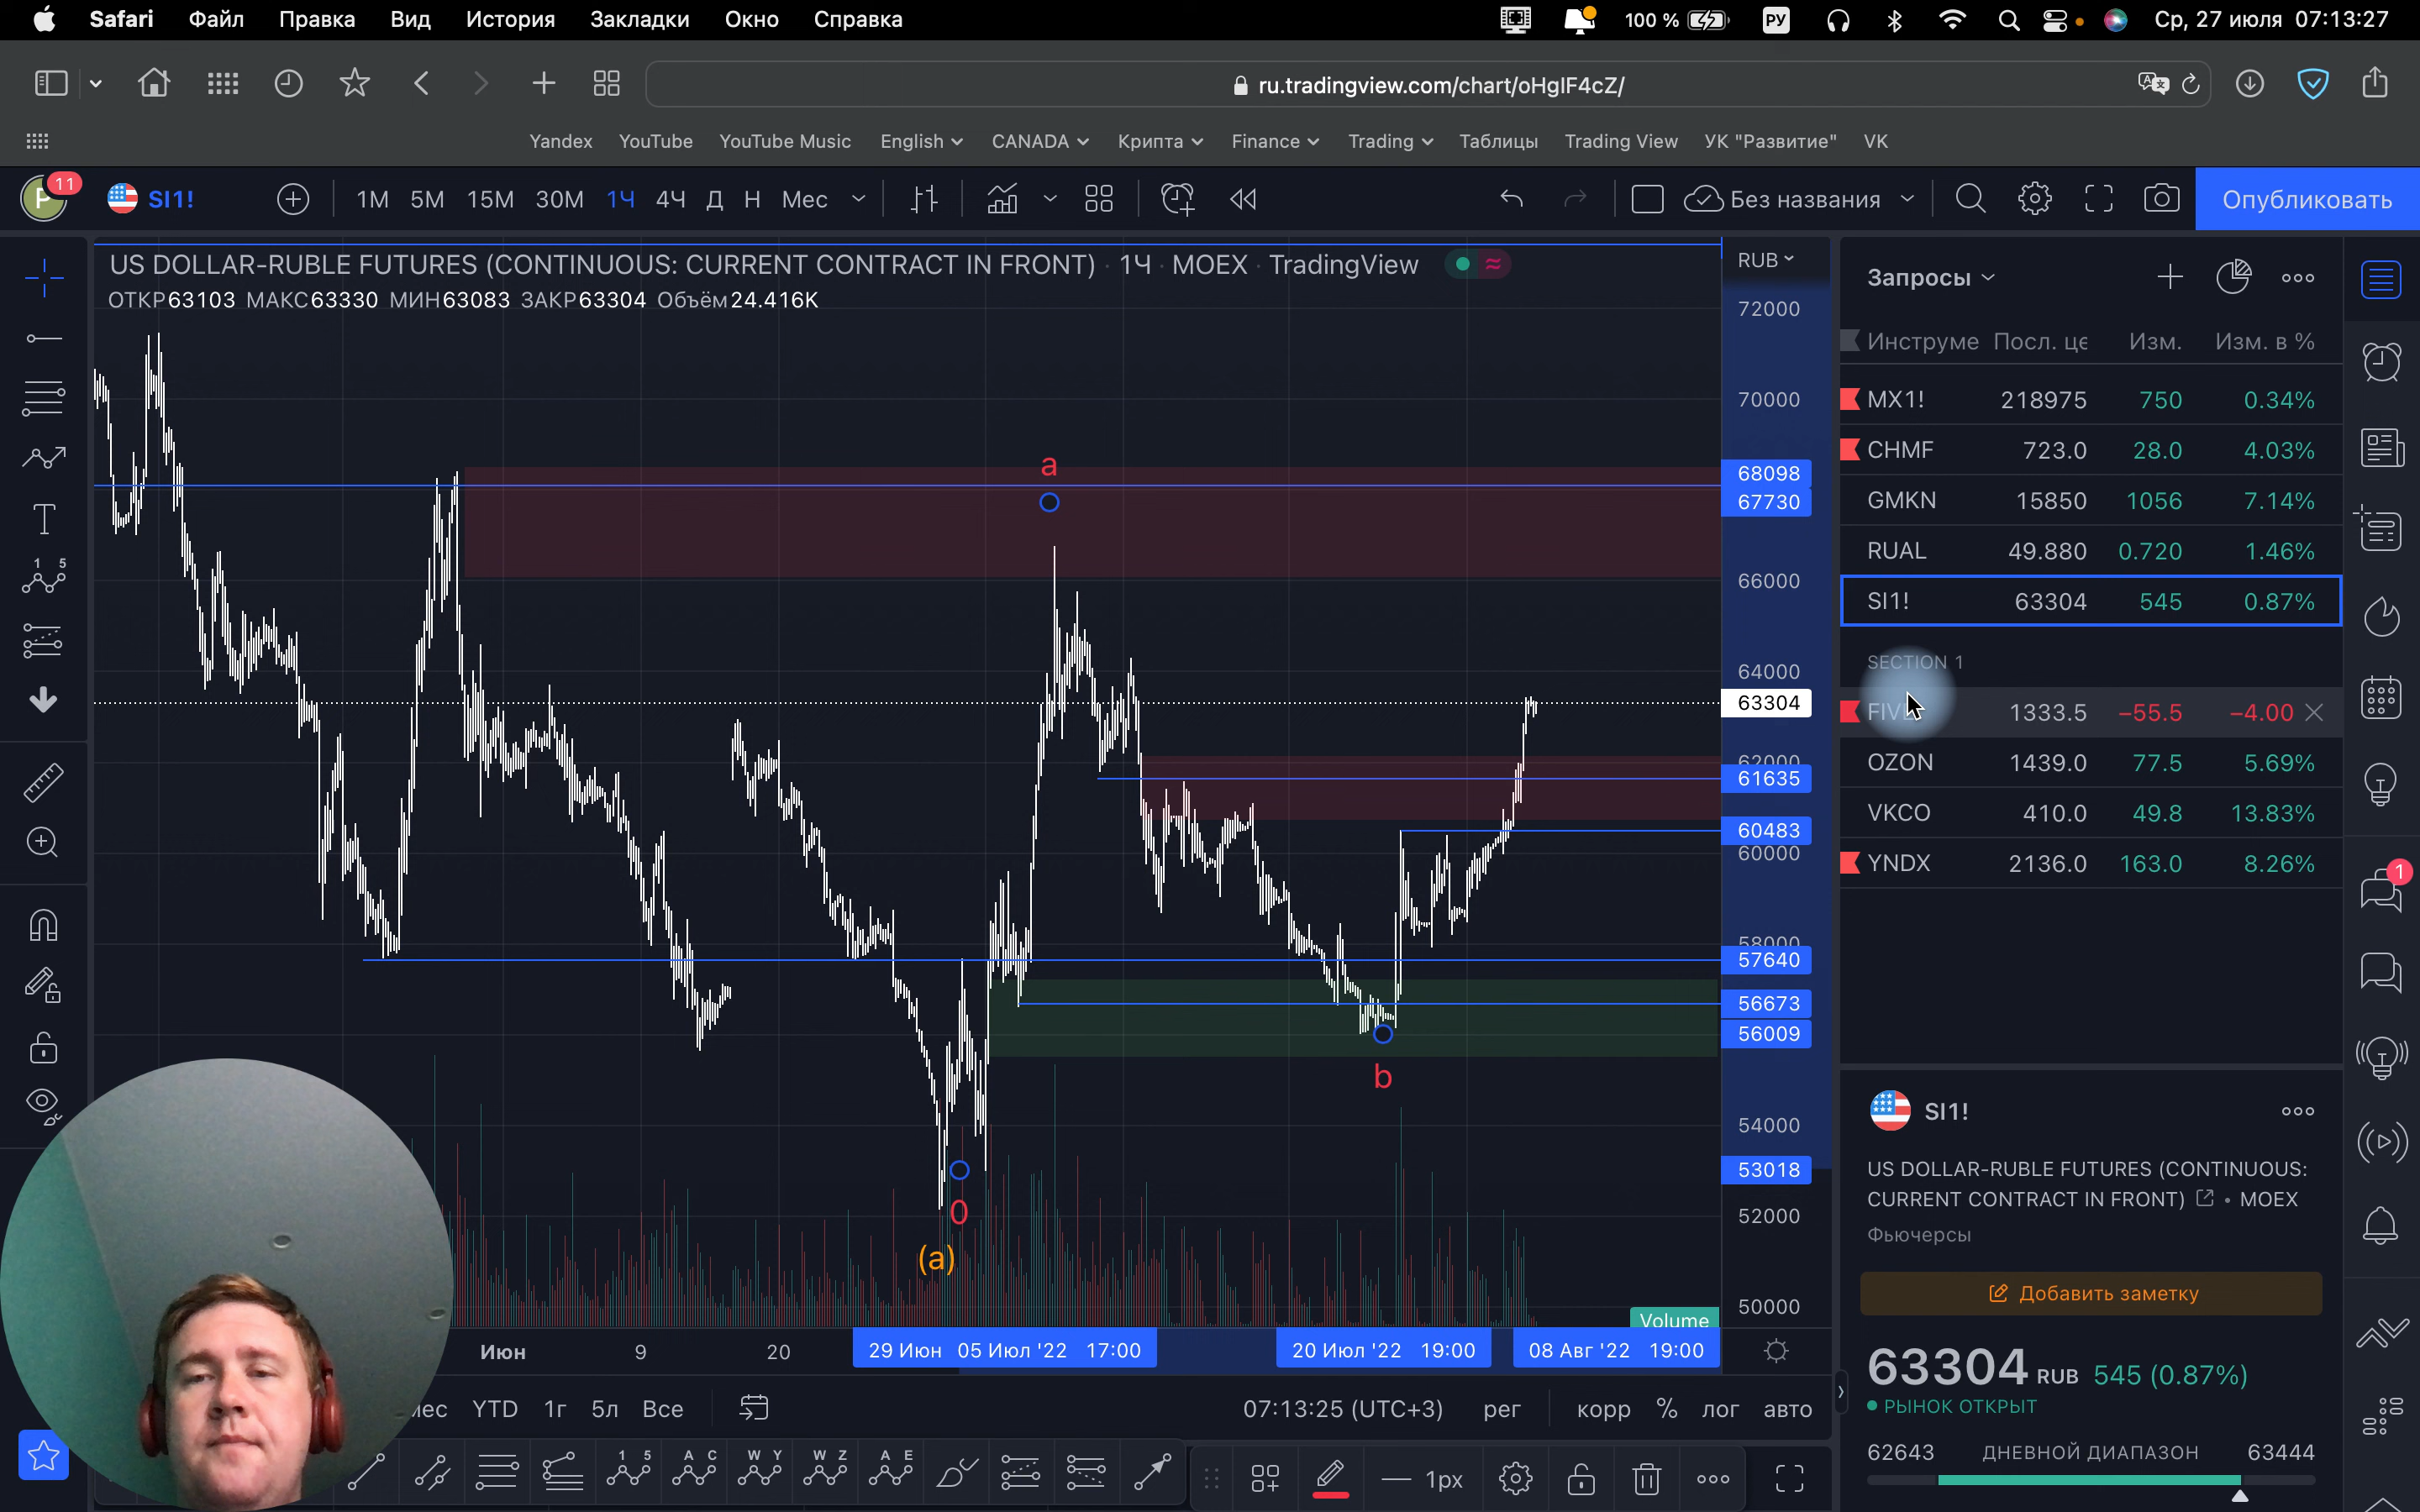 Safari Файл Правка Вид История Закладки Окно Справка 100 % РУ Ср, 27 июля 07:13:27
ru.tradingview.com/chart/oHgIF4cZ/
Yandex YouTube YouTube Music English CANADA Крипта Finance Trading Таблицы Trading View УК "Развитие" VK
P 11 SI1! 1М 5М 15М 30М 1Ч 4Ч Д Н Мес Без названия Опубликовать
US DOLLAR-RUBLE FUTURES (CONTINUOUS: CURRENT CONTRACT IN FRONT) · 1Ч · MOEX · TradingView
ОТКР63103 МАКС63330 МИН63083 ЗАКР63304 Объём24.416K
RUB
72000
70000
68098
67730
66000
64000
63304
62000
61635
60483
60000
58000
57640
56673
56009
54000
53018
52000
50000
a
b
0
(a)
Volume
Июн 9 20 29 Июн 05 Июл '22 17:00 20 Июл '22 19:00 08 Авг '22 19:00
YTD 1г 5л Все 07:13:25 (UTC+3) рег корр % лог авто
1 5 A C W Y W Z A E 1px
1 5
T
Запросы
Инструме Посл. це Изм. Изм. в %
MX1! 218975 750 0.34%
CHMF 723.0 28.0 4.03%
GMKN 15850 1056 7.14%
RUAL 49.880 0.720 1.46%
SI1! 63304 545 0.87%
SECTION 1
1333.5 −55.5 −4.00
OZON 1439.0 77.5 5.69%
VKCO 410.0 49.8 13.83%
YNDX 2136.0 163.0 8.26%
1
SI1!
US DOLLAR-RUBLE FUTURES (CONTINUOUS:
CURRENT CONTRACT IN FRONT) • MOEX
Фьючерсы
Добавить заметку
63304 RUB 545 (0.87%)
РЫНОК ОТКРЫТ
62643 ДНЕВНОЙ ДИАПАЗОН 63444